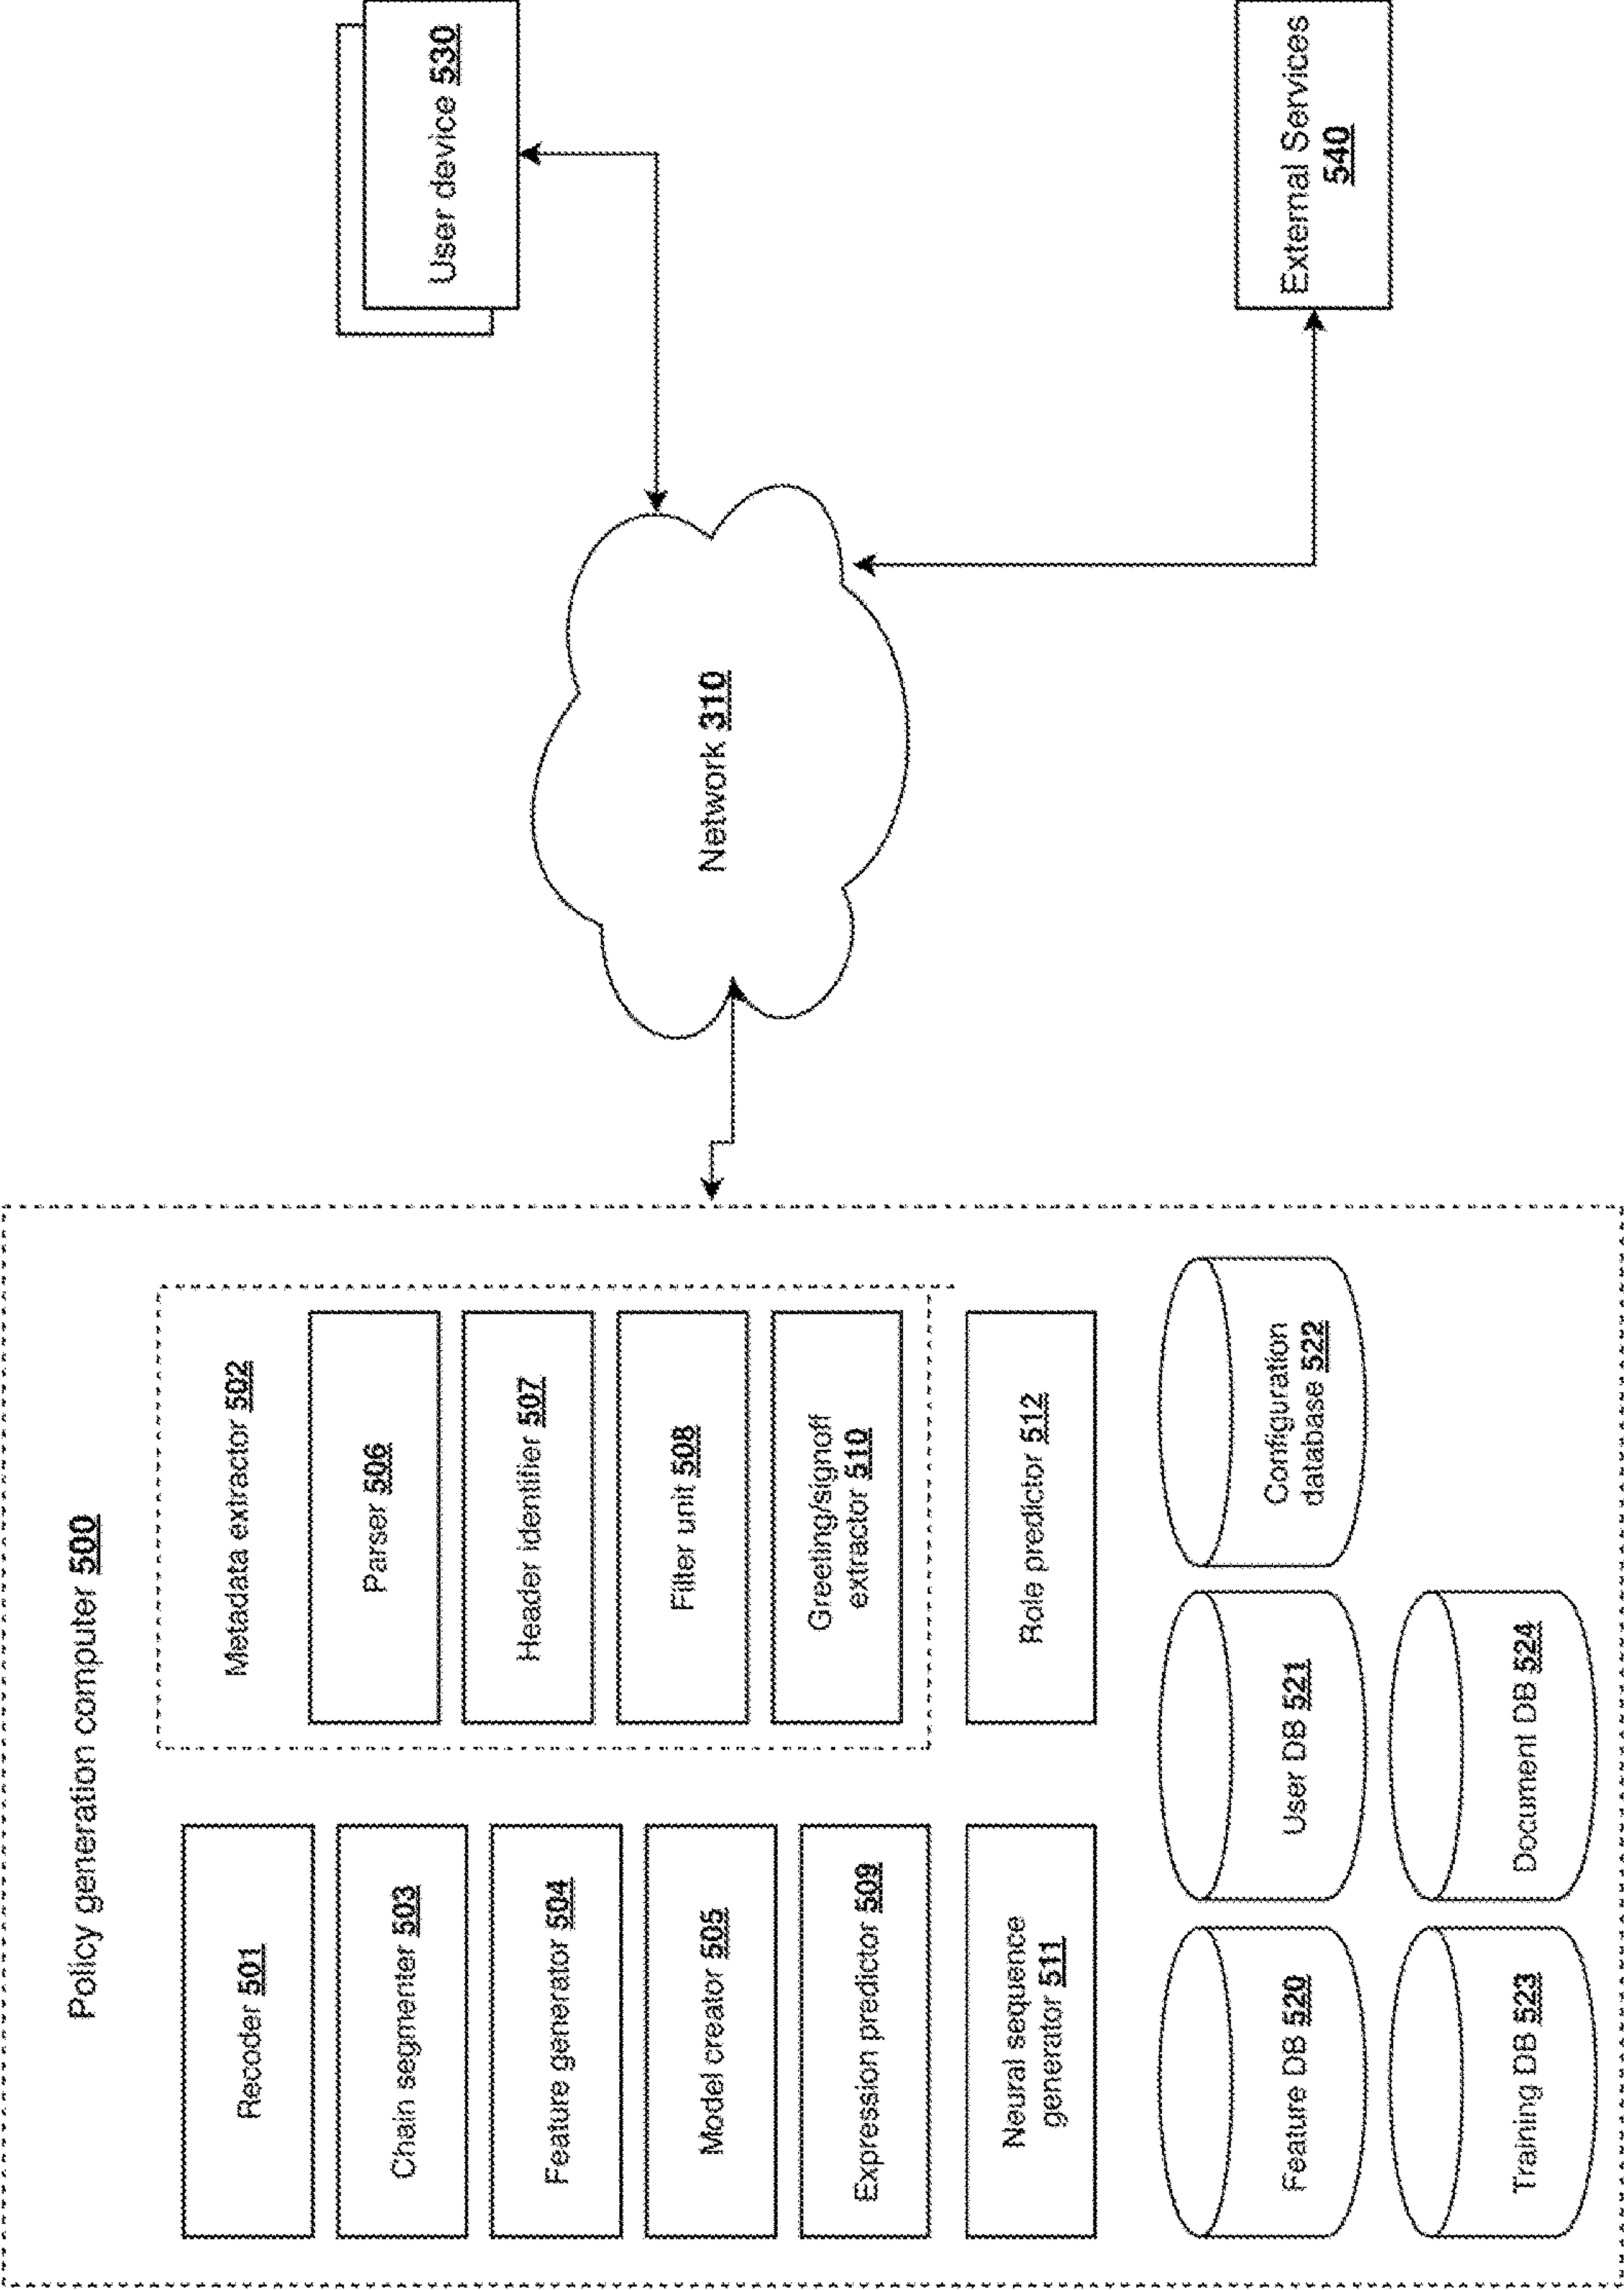 Policy generation computer 500
Recoder 501
Chain segmenter 503
Feature generator 504
Model creator 505
Expression predictor 509
Neural sequence
generator 511
Metadata extractor 502
Parser 506
Header identifier 507
Filter unit 508
Greeting/signoff
extractor 510
Role predictor 512
Feature DB 520
User DB 521
Configuration
database 522
Training DB 523
Document DB 524
Network 310
User device 530
External Services
540